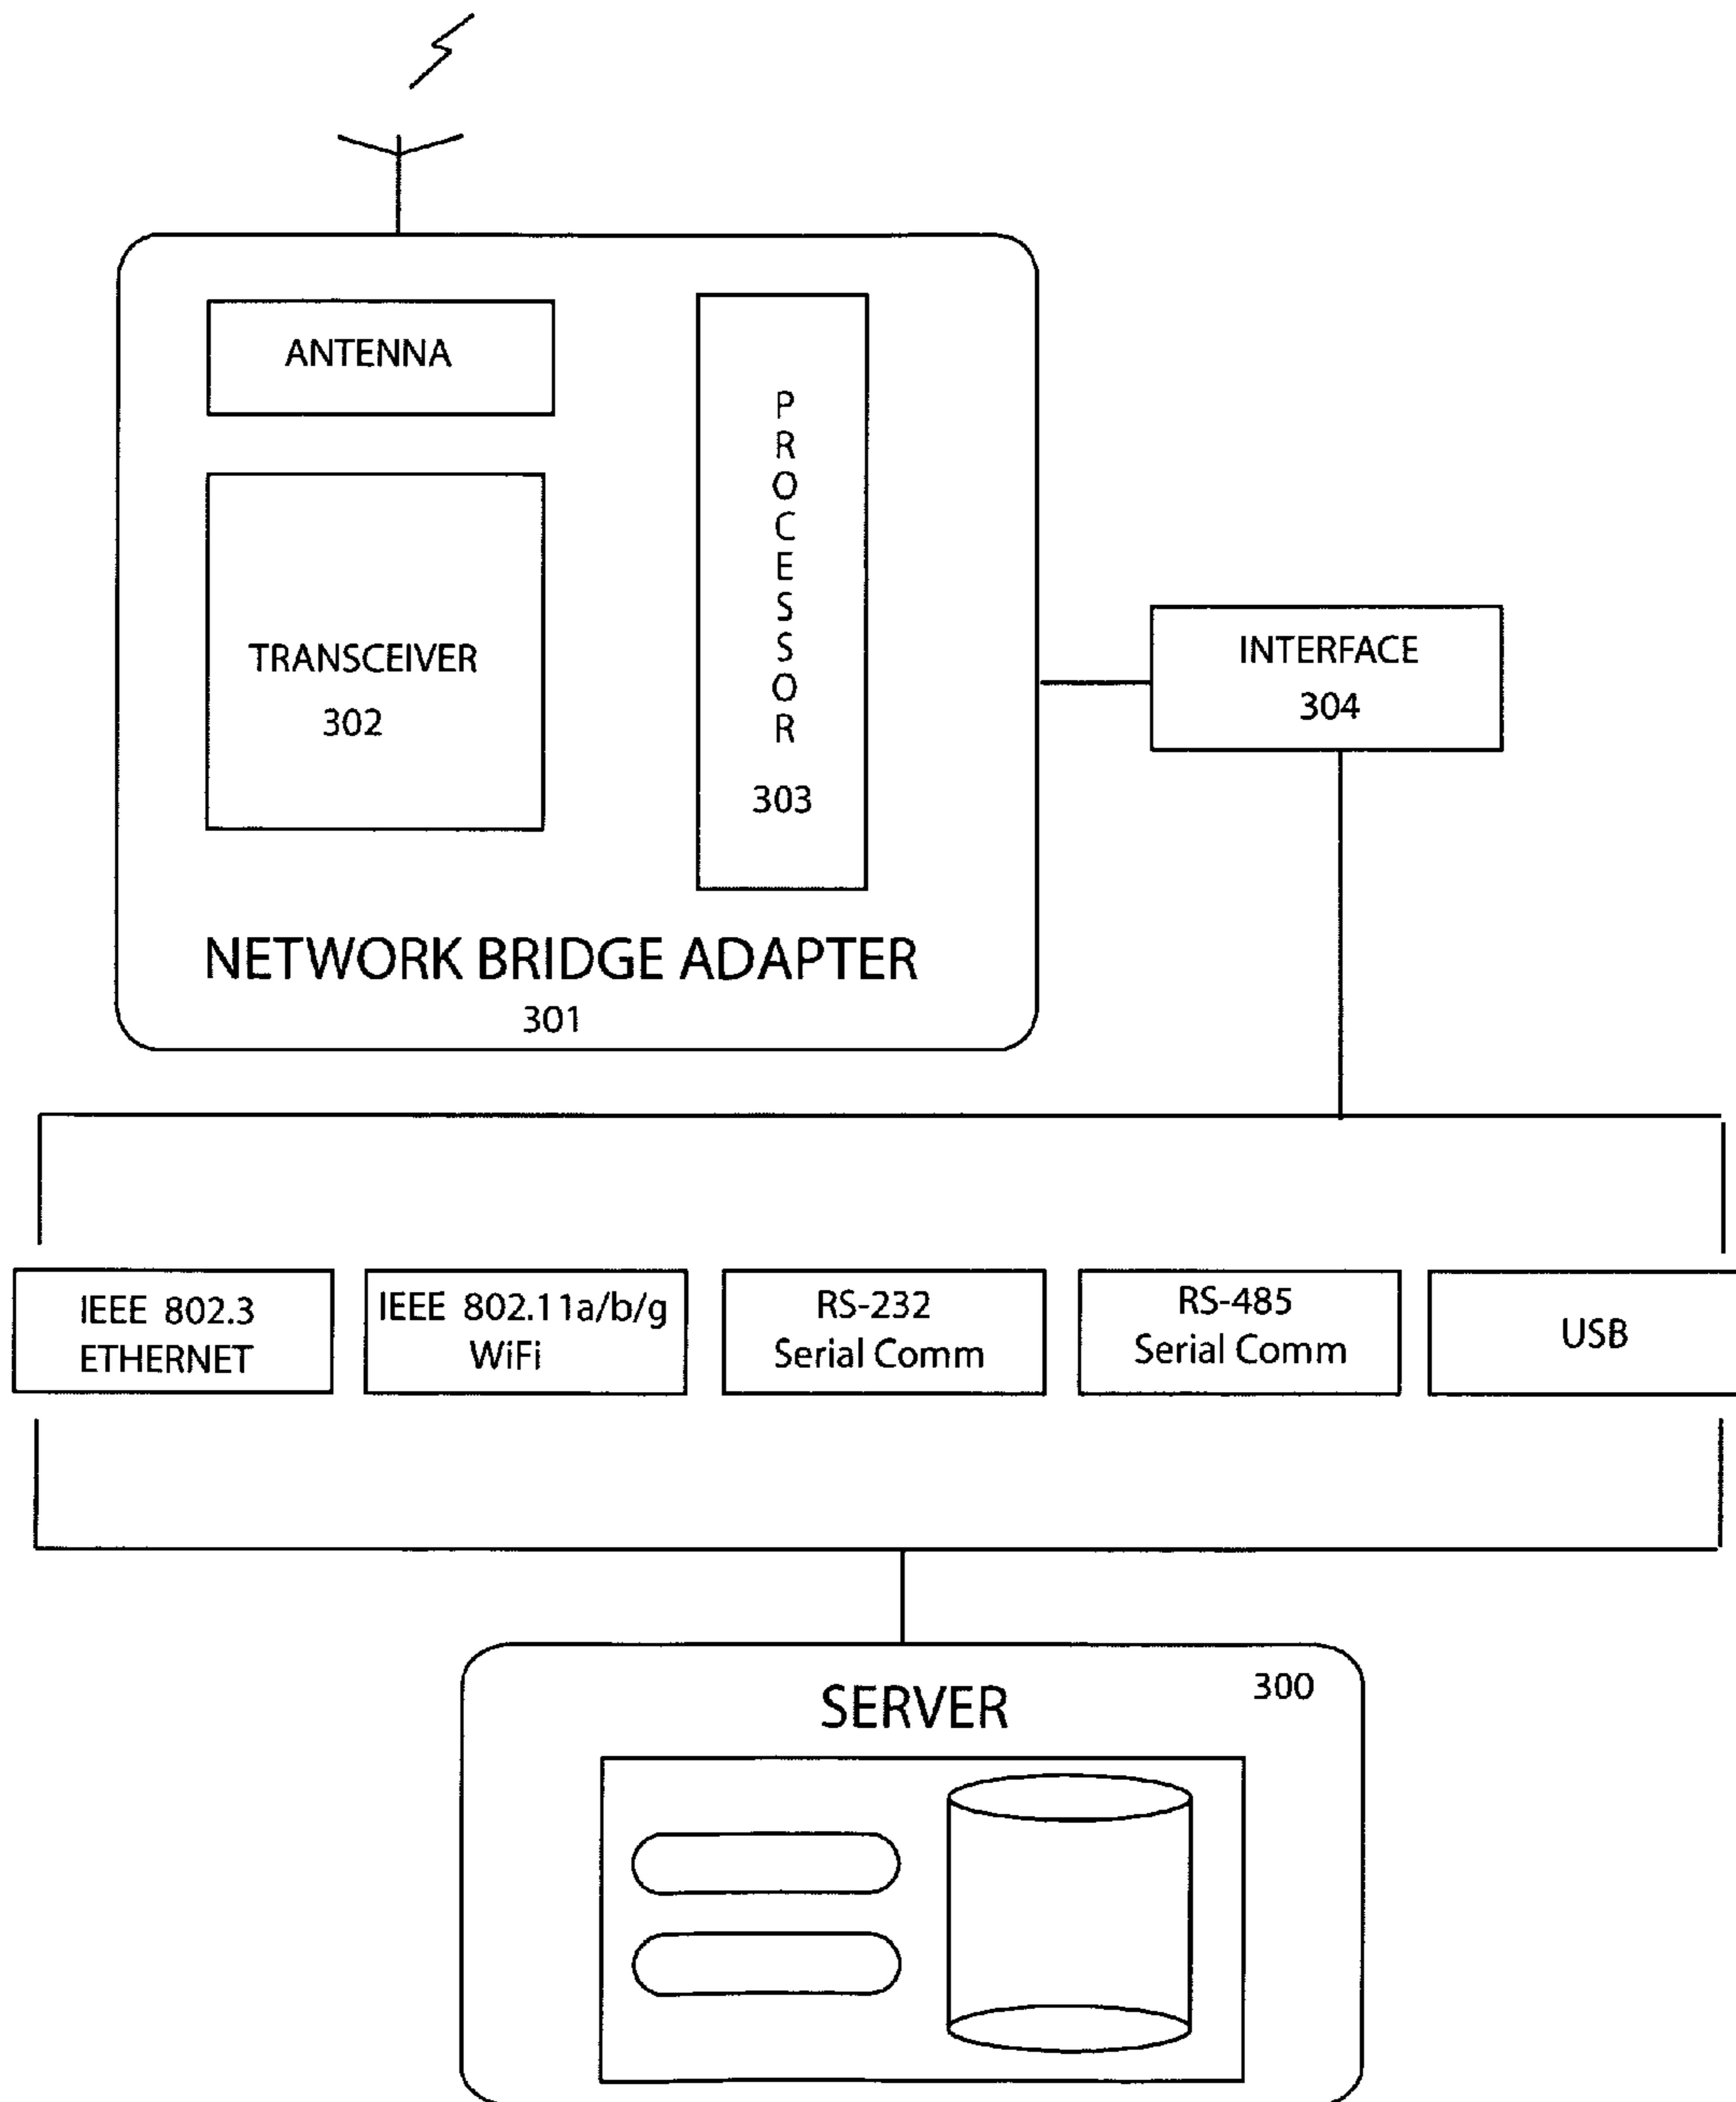 ANTENNA
TRANSCEIVER
302
PROCESSOR
303
NETWORK BRIDGE ADAPTER
301
INTERFACE
304
IEEE 802.3
ETHERNET
IEEE 802.11a/b/g
WiFi
RS-232
Serial Comm
RS-485
Serial Comm
USB
SERVER
300